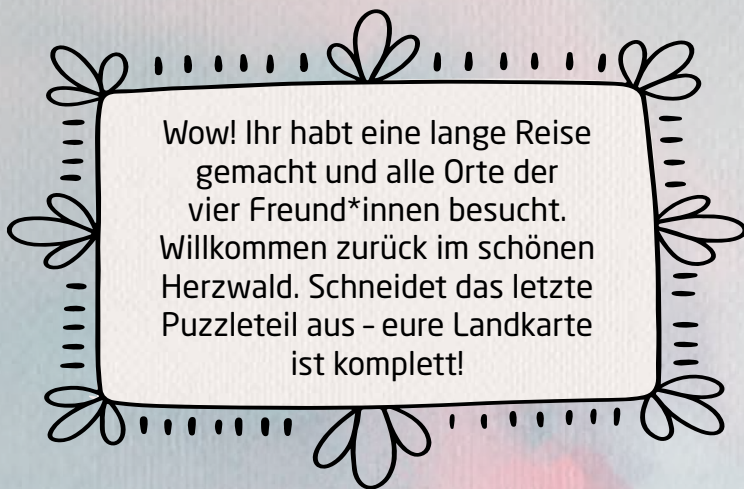 Wow! Ihr habt eine lange Reise
gemacht und alle Orte der
vier Freund*innen besucht.
Willkommen zurück im schönen
Herzwald. Schneidet das letzte
Puzzleteil aus – eure Landkarte
ist komplett!